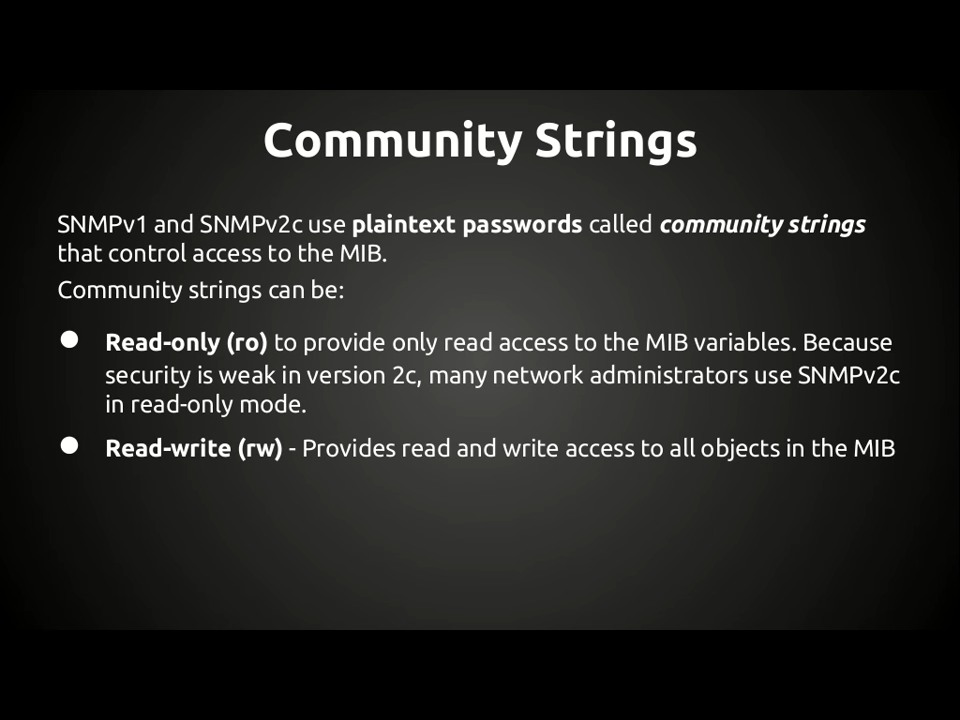 Community Strings
SNMPv1 and SNMPv2c use plaintext passwords called community strings
that control access to the MIB.
Community strings can be:
● Read-only (ro) to provide only read access to the MIB variables. Because
security is weak in version 2c, many network administrators use SNMPv2c
in read-only mode.
● Read-write (rw) - Provides read and write access to all objects in the MIB